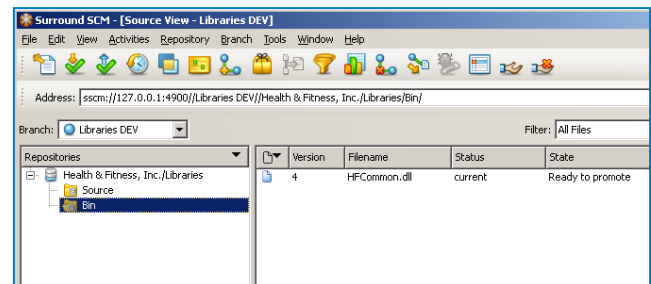 Surround SCM - [Source View - Libraries DEV]
File Edit View Activities Repository Branch Tools Window Help
Address: sscm://127.0.0.1:4900//Libraries DEV//Health & Fitness, Inc./Libraries/Bin/
Branch: Libraries DEV Filter: All Files
Repositories Version Filename Status State
Health & Fitness, Inc./Libraries 4 HFCommon.dll current Ready to promote
Source
Bin